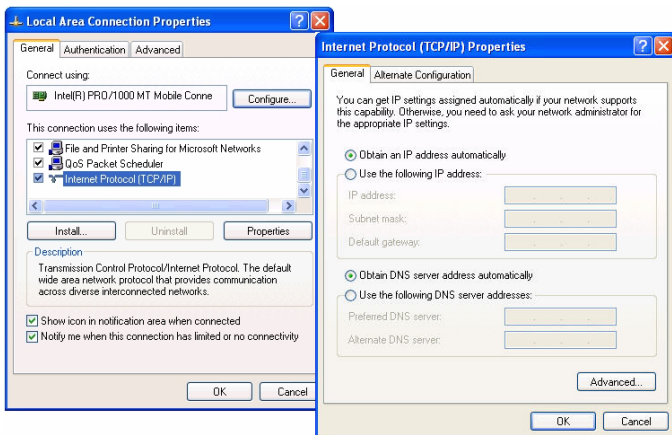 Local Area Connection Properties
General Authentication Advanced
Connect using:
Intel(R) PRO/1000 MT Mobile Conne
Configure...
This connection uses the following items:
File and Printer Sharing for Microsoft Networks
QoS Packet Scheduler
Internet Protocol (TCP/IP)
Install... Uninstall Properties
Description
Transmission Control Protocol/Internet Protocol. The default
wide area network protocol that provides communication
across diverse interconnected networks.
Show icon in notification area when connected
Notify me when this connection has limited or no connectivity
OK Cancel
Internet Protocol (TCP/IP) Properties
General Alternate Configuration
You can get IP settings assigned automatically if your network supports
this capability. Otherwise, you need to ask your network administrator for
the appropriate IP settings.
Obtain an IP address automatically
Use the following IP address:
IP address:
Subnet mask:
Default gateway:
Obtain DNS server address automatically
Use the following DNS server addresses:
Preferred DNS server:
Alternate DNS server:
Advanced...
OK Cancel